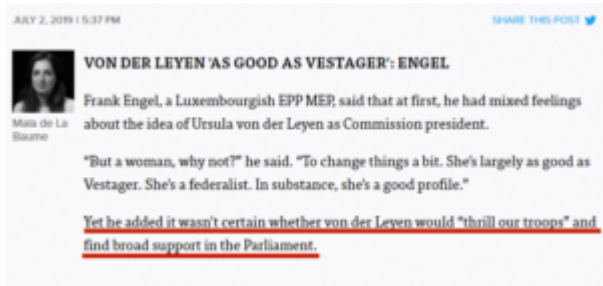 JULY 2, 2019 | 5:37 PM
SHARE THIS POST
VON DER LEYEN 'AS GOOD AS VESTAGER': ENGEL
Maïa de La
Baume
Frank Engel, a Luxembourgish EPP MEP, said that at first, he had mixed feelings
about the idea of Ursula von der Leyen as Commission president.
“But a woman, why not?” he said. “To change things a bit. She's largely as good as
Vestager. She's a federalist. In substance, she's a good profile.”
Yet he added it wasn't certain whether von der Leyen would “thrill our troops” and
find broad support in the Parliament.